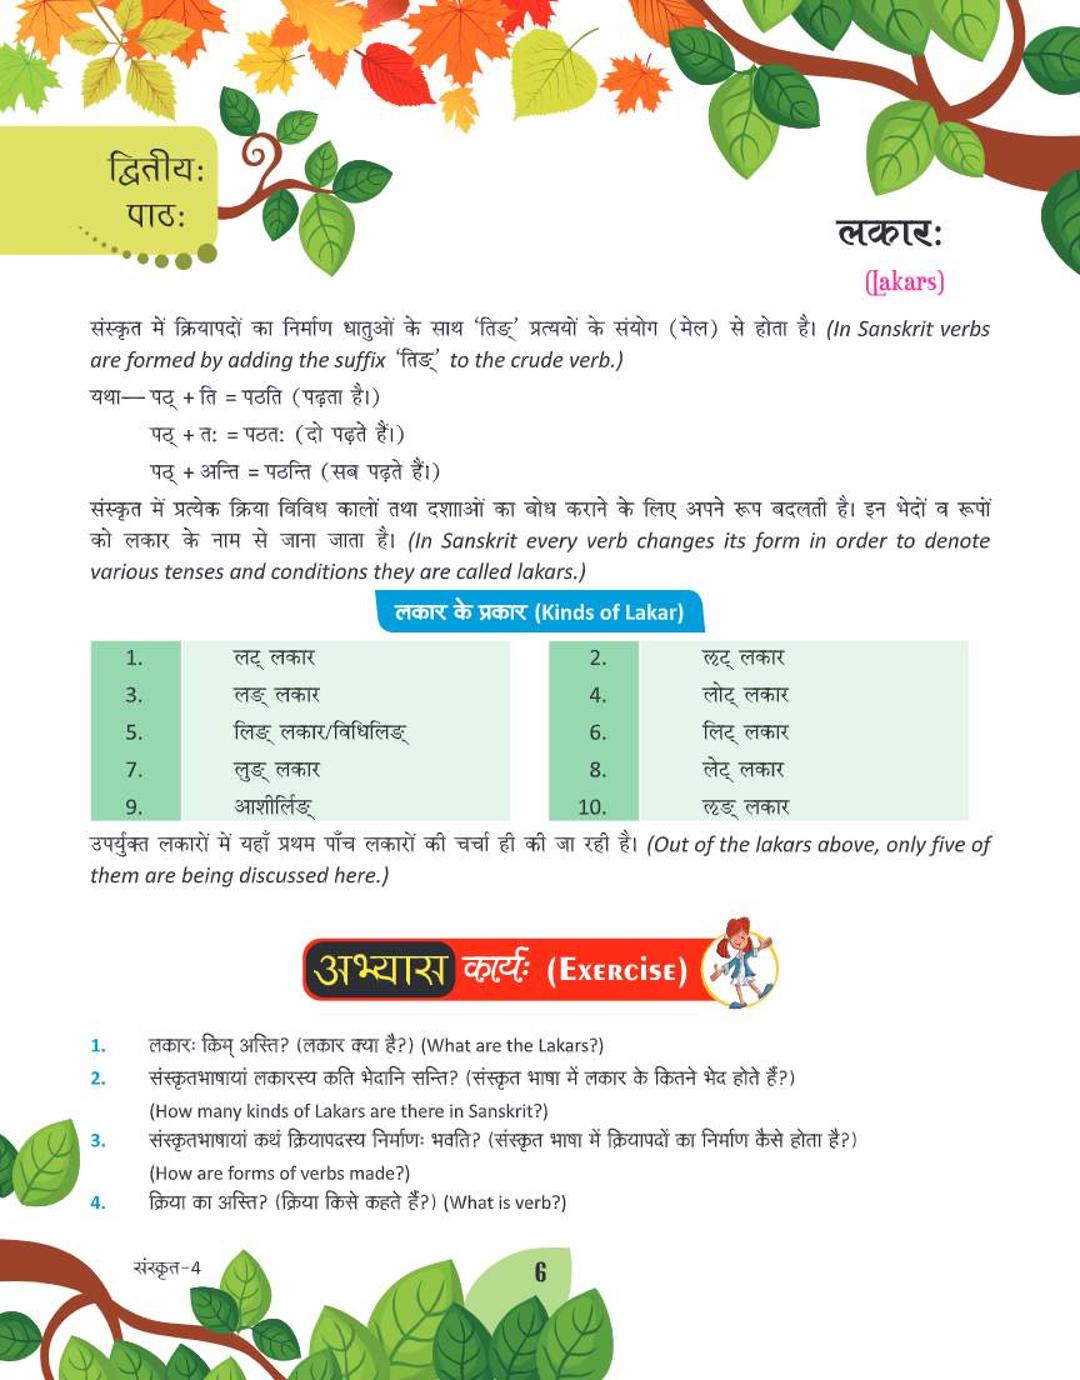 द्वितीय:
पाठ:
लकार:
(Lakars)
संस्कृत में क्रियापदों का निर्माण धातुओं के साथ ‘तिङ्’ प्रत्ययों के संयोग (मेल) से होता है। (In Sanskrit verbs
are formed by adding the suffix ‘तिङ्’ to the crude verb.)
यथा— पठ् + ति = पठति (पढ़ता है।)
पठ् + त: = पठत: (दो पढ़ते हैं।)
पठ् + अन्ति = पठन्ति (सब पढ़ते हैं।)
संस्कृत में प्रत्येक क्रिया विविध कालों तथा दशााओं का बोध कराने के लिए अपने रूप बदलती है। इन भेदों व रूपों
को लकार के नाम से जाना जाता है। (In Sanskrit every verb changes its form in order to denote
various tenses and conditions they are called lakars.)
लकार के प्रकार (Kinds of Lakar)
1. लट् लकार 2. ऌट् लकार
3. लङ् लकार 4. लोट् लकार
5. लिङ् लकार/विधिलिङ् 6. लिट् लकार
7. लुङ् लकार 8. लेट् लकार
9. आशीर्लिङ् 10. ऌङ् लकार
उपर्युक्त लकारों में यहाँ प्रथम पाँच लकारों की चर्चा ही की जा रही है। (Out of the lakars above, only five of
them are being discussed here.)
अभ्यास कार्य: (Exercise)
1. लकारः किम् अस्ति? (लकार क्या है?) (What are the Lakars?)
2. संस्कृतभाषायां लकारस्य कति भेदानि सन्ति? (संस्कृत भाषा में लकार के कितने भेद होते हैं?)
(How many kinds of Lakars are there in Sanskrit?)
3. संस्कृतभाषायां कथं क्रियापदस्य निर्माणः भवति? (संस्कृत भाषा में क्रियापदों का निर्माण कैसे होता है?)
(How are forms of verbs made?)
4. क्रिया का अस्ति? (क्रिया किसे कहते हैं?) (What is verb?)
संस्कृत-4
6